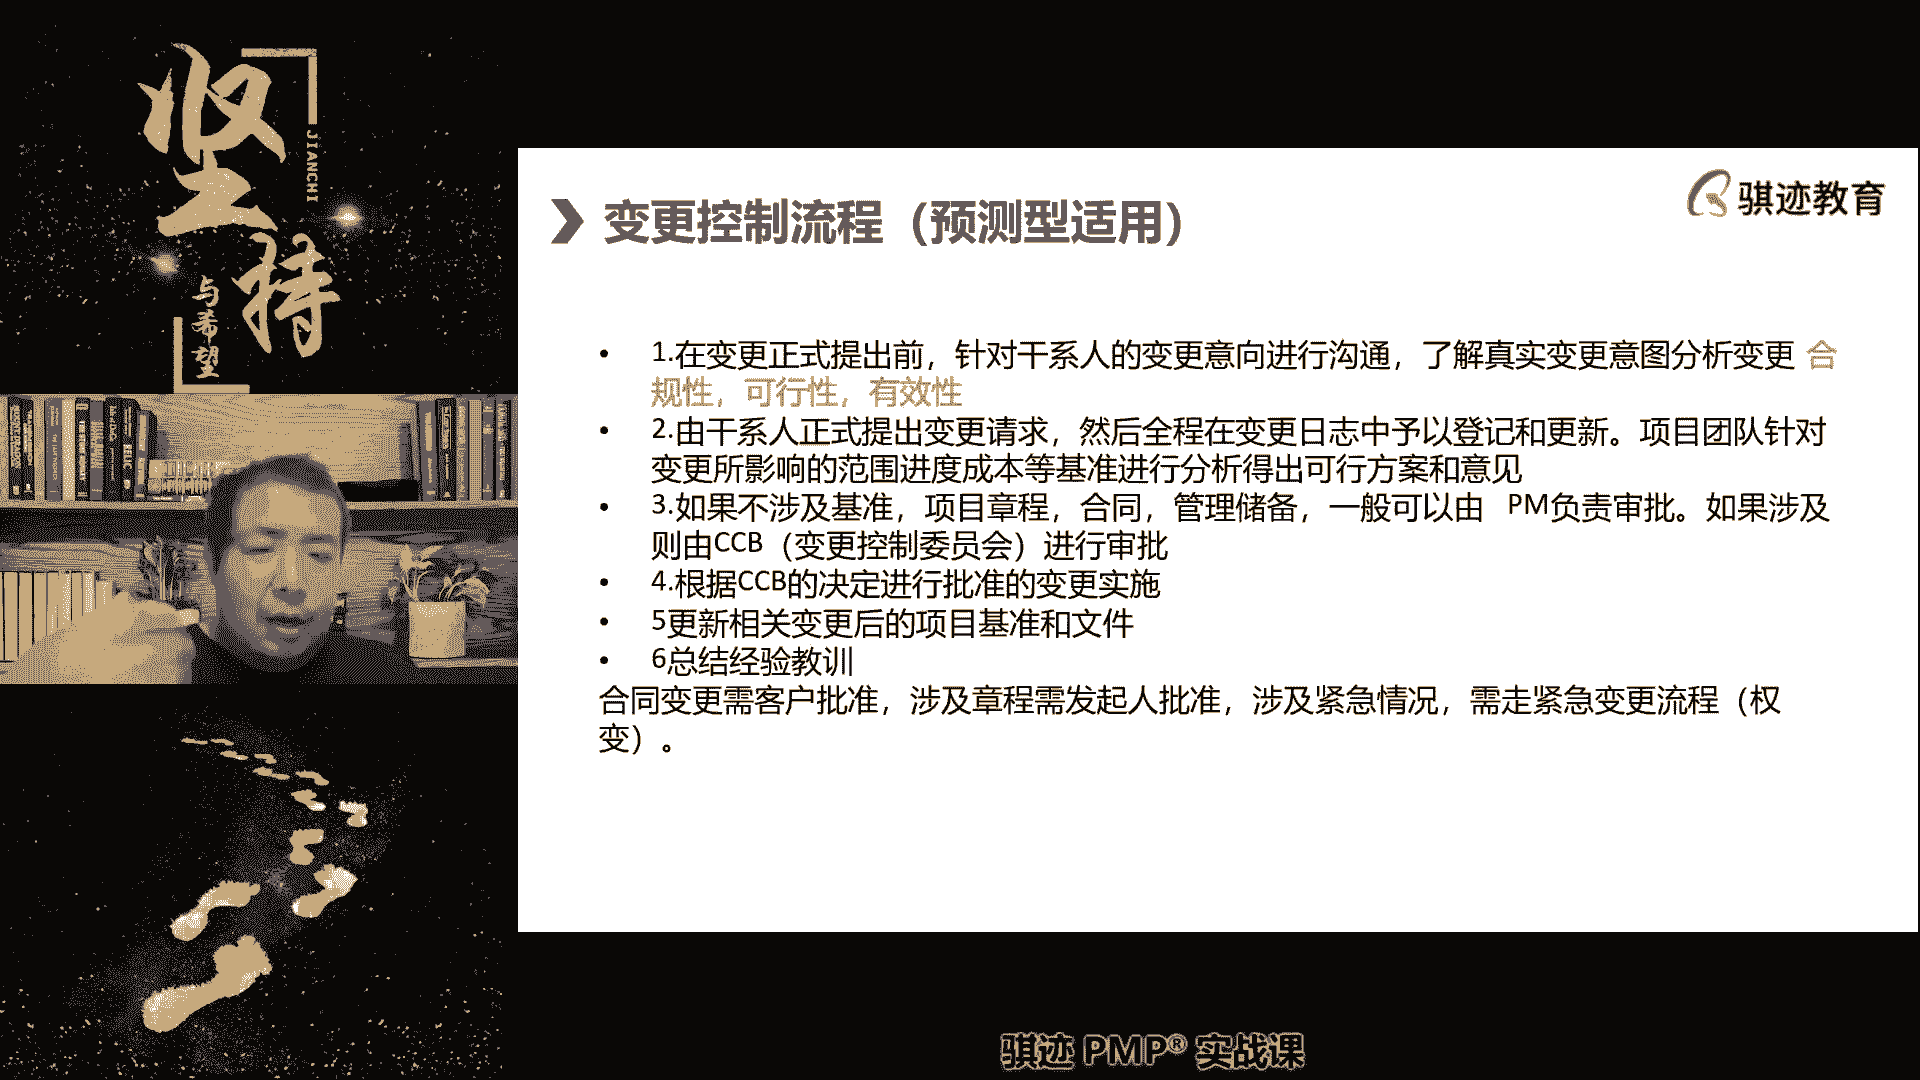 坚
持
JIANCHI
与希望
骐迹教育
变更控制流程（预测型适用）
• 1.在变更正式提出前，针对干系人的变更意向进行沟通，了解真实变更意图分析变更 合
规性，可行性，有效性
• 2.由干系人正式提出变更请求，然后全程在变更日志中予以登记和更新。项目团队针对
变更所影响的范围进度成本等基准进行分析得出可行方案和意见
• 3.如果不涉及基准，项目章程，合同，管理储备，一般可以由 PM负责审批。如果涉及
则由CCB（变更控制委员会）进行审批
• 4.根据CCB的决定进行批准的变更实施
• 5更新相关变更后的项目基准和文件
• 6总结经验教训
合同变更需客户批准，涉及章程需发起人批准，涉及紧急情况，需走紧急变更流程（权
变）。
骐迹 PMP® 实战课